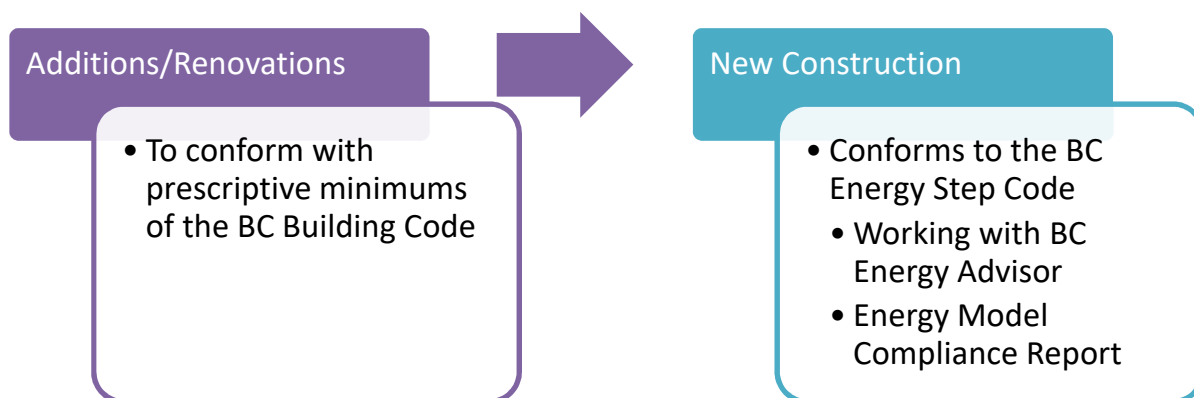 Additions/Renovations
• To conform with
prescriptive minimums
of the BC Building Code
New Construction
• Conforms to the BC
Energy Step Code
• Working with BC
Energy Advisor
• Energy Model
Compliance Report